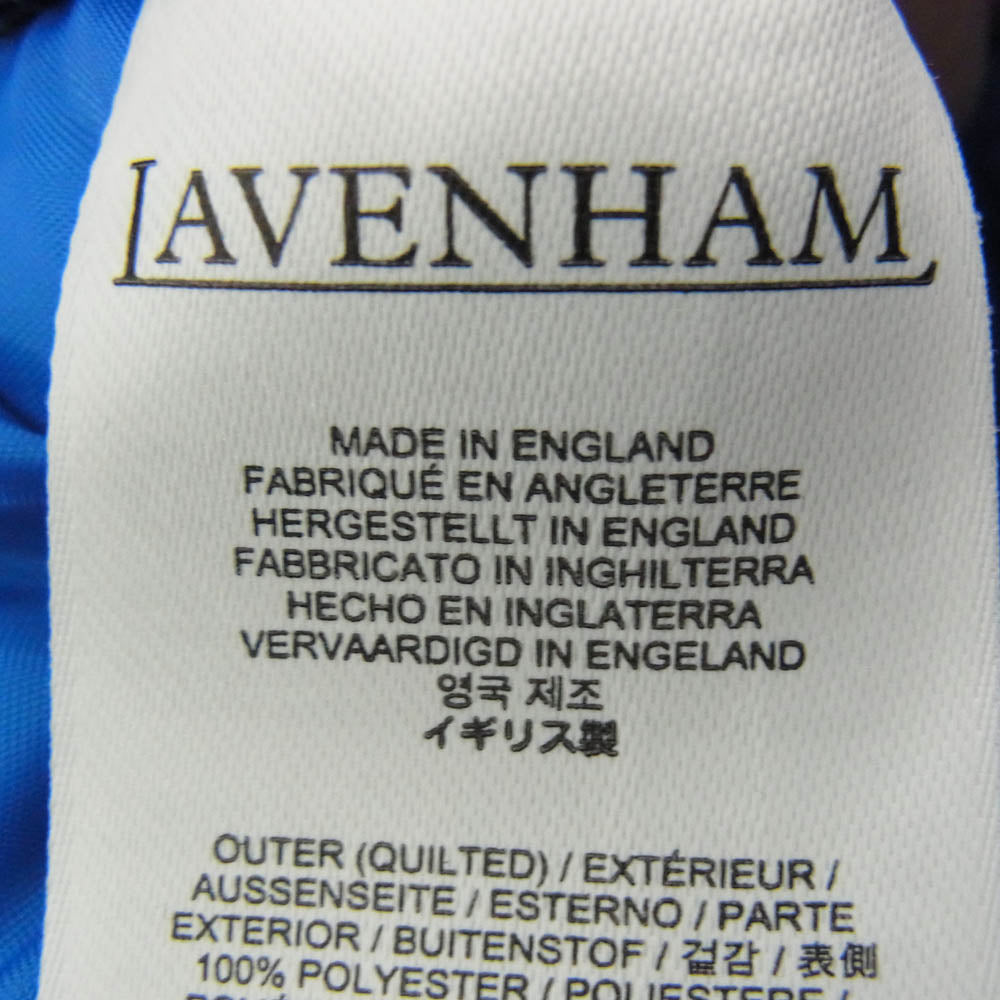 LAVENHAM
MADE IN ENGLAND
FABRIQUÉ EN ANGLETERRE
HERGESTELLT IN ENGLAND
FABBRICATO IN INGHILTERRA
HECHO EN INGLATERRA
VERVAARDIGD IN ENGELAND
영국 제조
イギリス製
OUTER (QUILTED) / EXTÉRIEUR /
AUSSENSEITE / ESTERNO / PARTE
EXTERIOR / BUITENSTOF / 겉감 / 表側
100% POLYESTER / POLIESTERE /